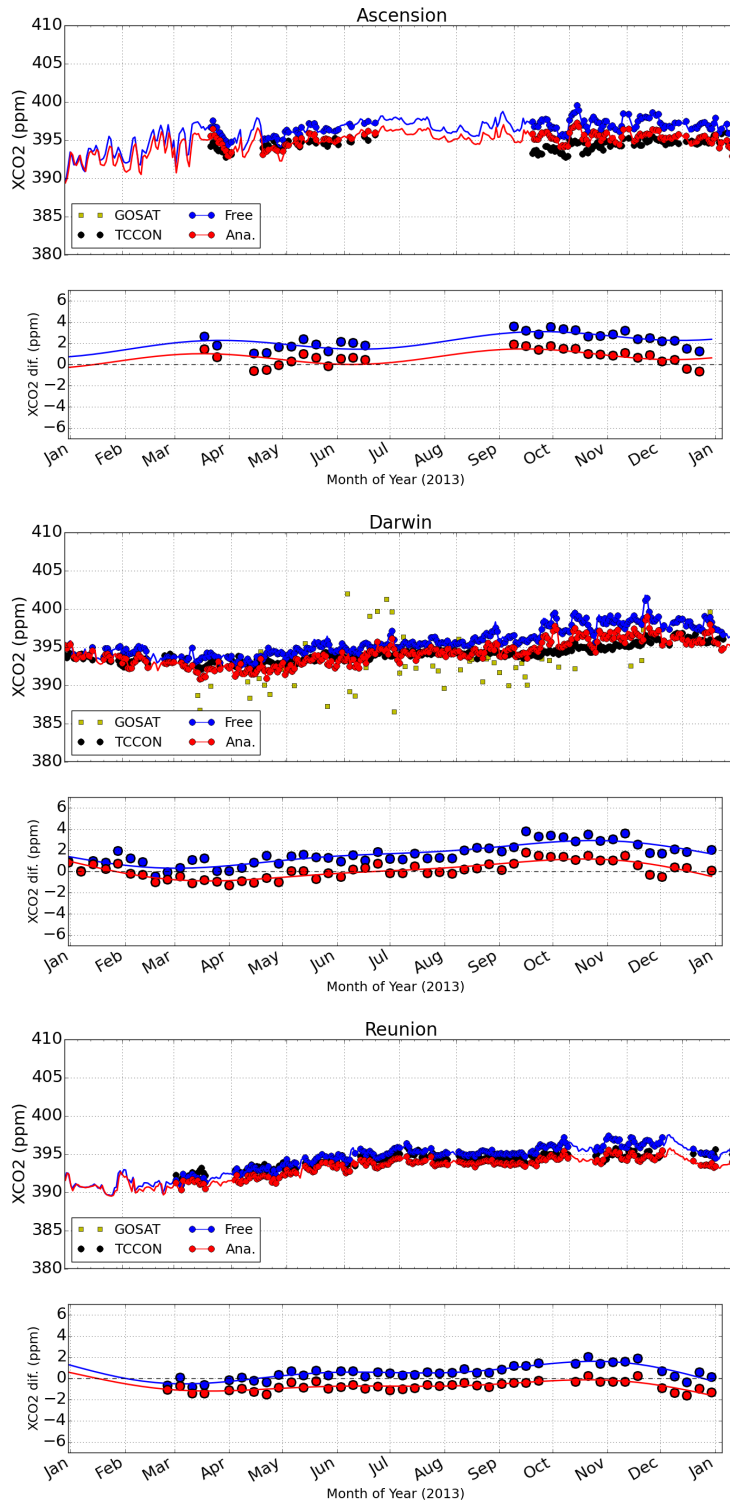 Ascension
410
405
400
395
390
385
380
XCO2 (ppm)
GOSAT
Free
TCCON
Ana.
6
4
2
0
−2
−4
−6
XCO2 dif. (ppm)
Jan Feb Mar Apr May Jun Jul Aug Sep Oct Nov Dec Jan
Month of Year (2013)
Darwin
410
405
400
395
390
385
380
XCO2 (ppm)
GOSAT
Free
TCCON
Ana.
6
4
2
0
−2
−4
−6
XCO2 dif. (ppm)
Jan Feb Mar Apr May Jun Jul Aug Sep Oct Nov Dec Jan
Month of Year (2013)
Reunion
410
405
400
395
390
385
380
XCO2 (ppm)
GOSAT
Free
TCCON
Ana.
6
4
2
0
−2
−4
−6
XCO2 dif. (ppm)
Jan Feb Mar Apr May Jun Jul Aug Sep Oct Nov Dec Jan
Month of Year (2013)